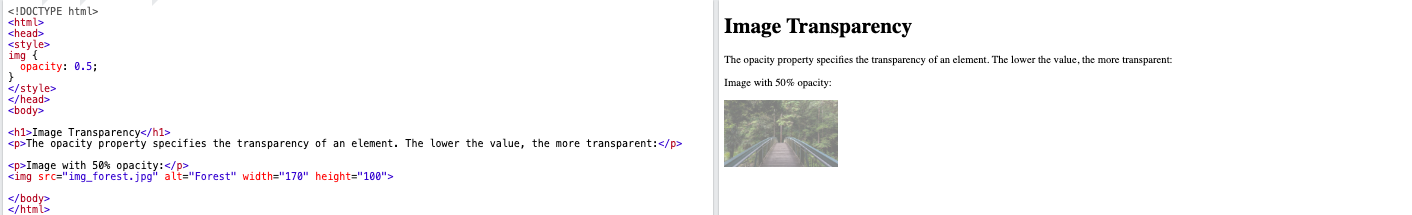 <!DOCTYPE html>
<html>
<head>
<style>
img {
  opacity: 0.5;
}
</style>
</head>
<body>

<h1>Image Transparency</h1>
<p>The opacity property specifies the transparency of an element. The lower the value, the more transparent:</p>

<p>Image with 50% opacity:</p>
<img src="img_forest.jpg" alt="Forest" width="170" height="100">

</body>
</html>
Image Transparency
The opacity property specifies the transparency of an element. The lower the value, the more transparent:
Image with 50% opacity: